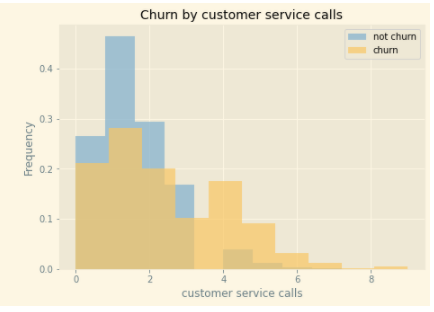 Churn by customer service calls
not churn
churn
Frequency
0.4
0.3
0.2
0.1
0.0
0
2
4
6
8
customer service calls